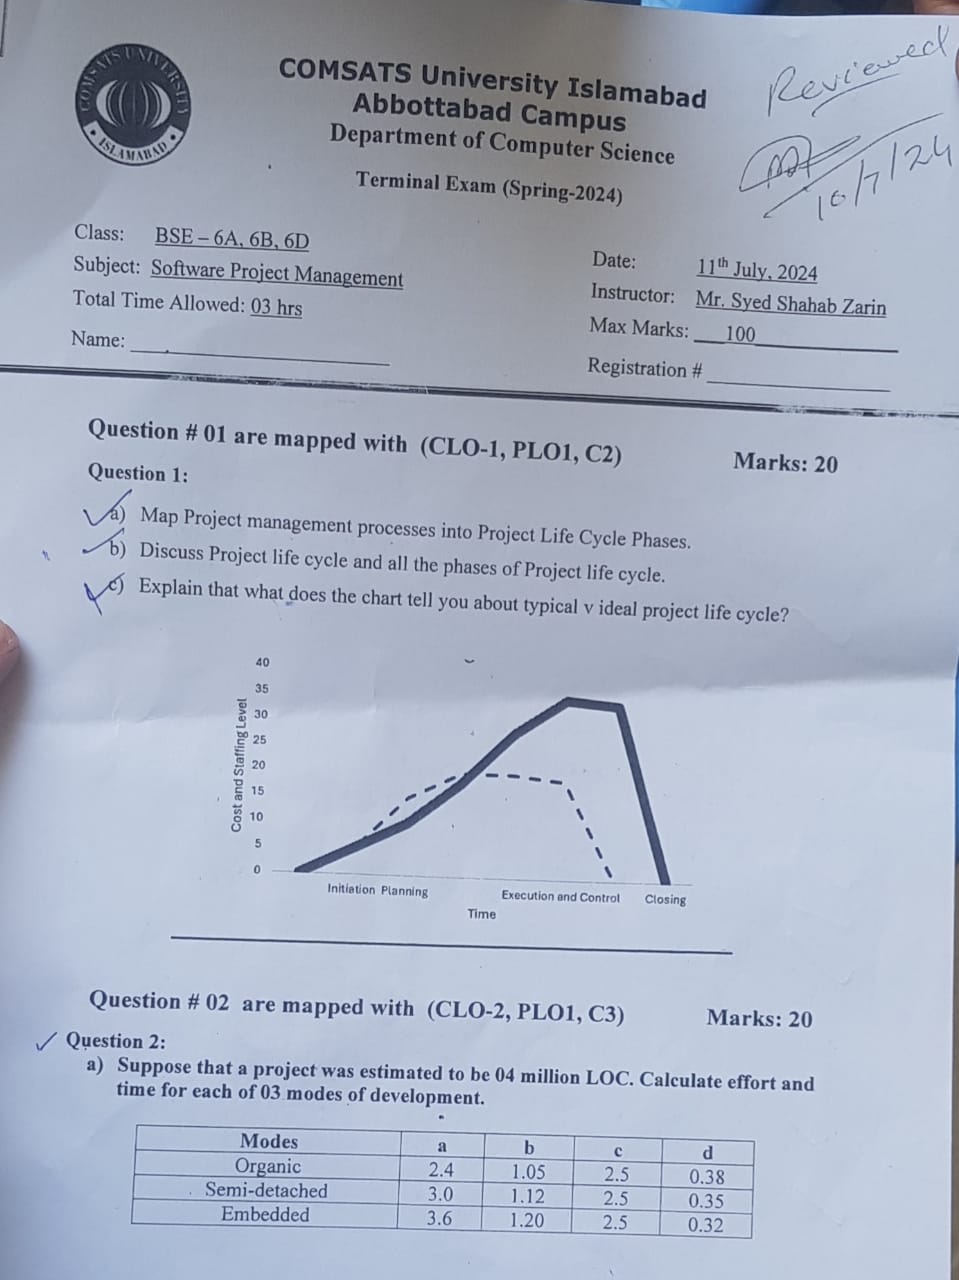 COMSATS UNIVERSITY
ISLAMABAD
COMSATS University Islamabad
Abbottabad Campus
Department of Computer Science
Terminal Exam (Spring-2024)
Reviewed
10/7/24
Class: BSE – 6A, 6B, 6D
Subject: Software Project Management
Total Time Allowed: 03 hrs
Name:
Date: 11th July, 2024
Instructor: Mr. Syed Shahab Zarin
Max Marks: 100
Registration #
Question # 01 are mapped with (CLO-1, PLO1, C2) Marks: 20
Question 1:
a) Map Project management processes into Project Life Cycle Phases.
b) Discuss Project life cycle and all the phases of Project life cycle.
c) Explain that what does the chart tell you about typical v ideal project life cycle?
Cost and Staffing Level
40
35
30
25
20
15
10
5
0
Initiation Planning Execution and Control Closing
Time
Question # 02 are mapped with (CLO-2, PLO1, C3) Marks: 20
Question 2:
a) Suppose that a project was estimated to be 04 million LOC. Calculate effort and
time for each of 03 modes of development.
Modes a b c d
Organic 2.4 1.05 2.5 0.38
Semi-detached 3.0 1.12 2.5 0.35
Embedded 3.6 1.20 2.5 0.32